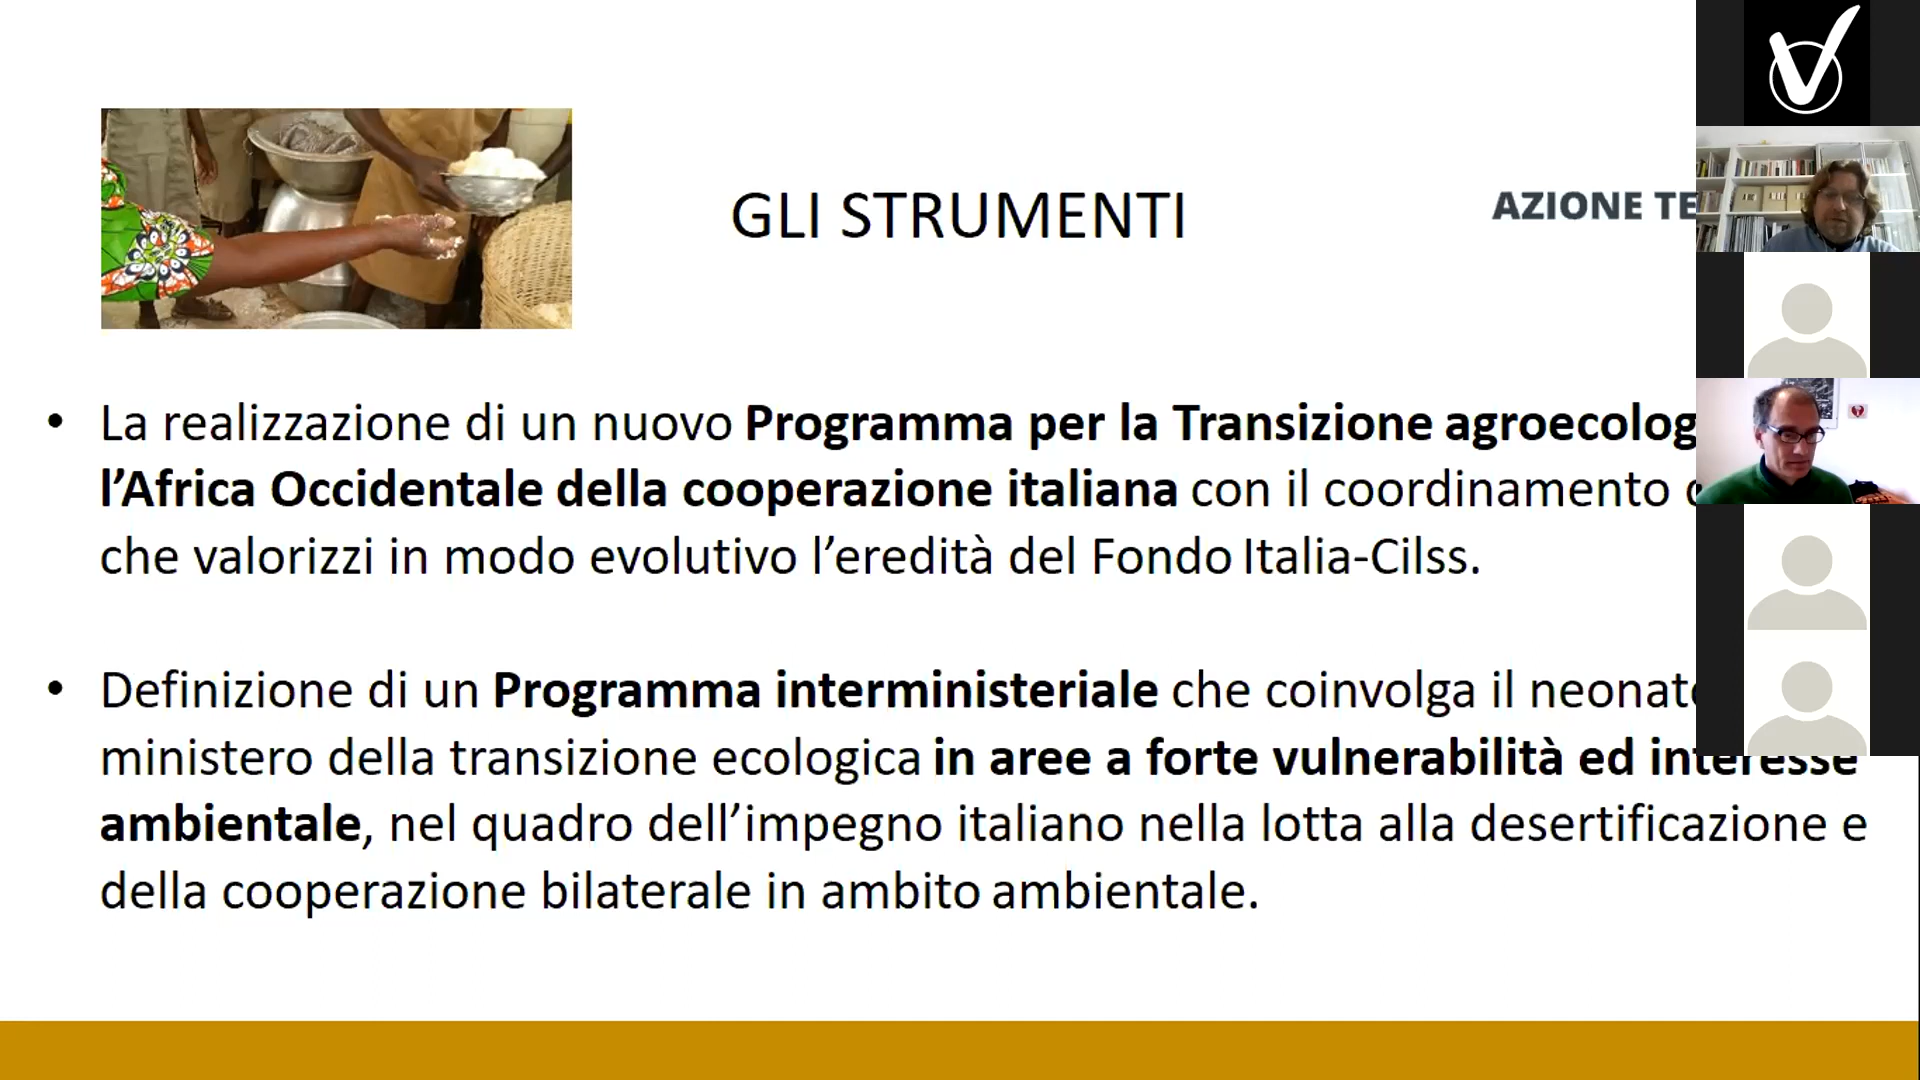 GLI STRUMENTI
AZIONE
• La realizzazione di un nuovo Programma per la Transizione
l’Africa Occidentale della cooperazione italiana con il coordinamento
che valorizzi in modo evolutivo l’eredità del Fondo Italia-Cilss.
• Definizione di un Programma interministeriale che coinvolga il neonato
ministero della transizione ecologica in aree a forte vulnerabilità ed interesse
ambientale, nel quadro dell’impegno italiano nella lotta alla desertificazione e
della cooperazione bilaterale in ambito ambientale.